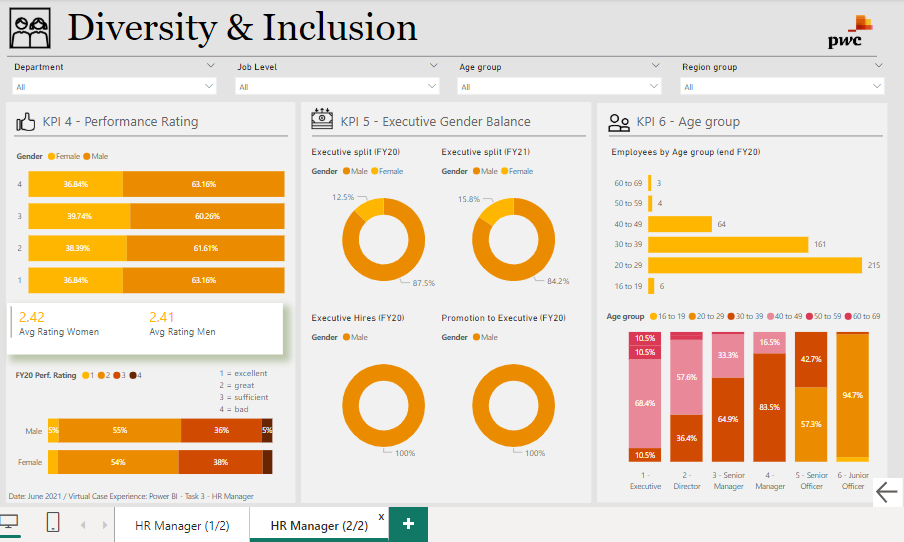 Diversity & Inclusion
pwc
Department
Job Level
Age group
Region group
All
All
All
All
KPI 4 - Performance Rating
Gender Female Male
4 36.84% 63.16%
3 39.74% 60.26%
2 38.39% 61.61%
1 36.84% 63.16%
2.42
Avg Rating Women
2.41
Avg Rating Men
FY20 Perf. Rating 1 2 3 4
1 = excellent
2 = great
3 = sufficient
4 = bad
Male 5% 55% 36% 5%
Female 54% 38%
Date: June 2021 / Virtual Case Experience: Power BI - Task 3 - HR Manager
KPI 5 - Executive Gender Balance
Executive split (FY20)
Gender Male Female
12.5%
87.5%
Executive split (FY21)
Gender Male Female
15.8%
84.2%
Executive Hires (FY20)
Gender Male
100%
Promotion to Executive (FY20)
Gender Male
100%
KPI 6 - Age group
Employees by Age group (end FY20)
60 to 69 3
50 to 59 4
40 to 49 64
30 to 39 161
20 to 29 215
16 to 19 6
Age group 16 to 19 20 to 29 30 to 39 40 to 49 50 to 59 60 to 69
10.5%
10.5%
68.4%
10.5%
57.6%
36.4%
33.3%
64.9%
16.5%
83.5%
42.7%
57.3%
94.7%
1 -
Executive
2 -
Director
3 - Senior
Manager
4 -
Manager
5 - Senior
Officer
6 - Junior
Officer
HR Manager (1/2)
HR Manager (2/2)
x
+